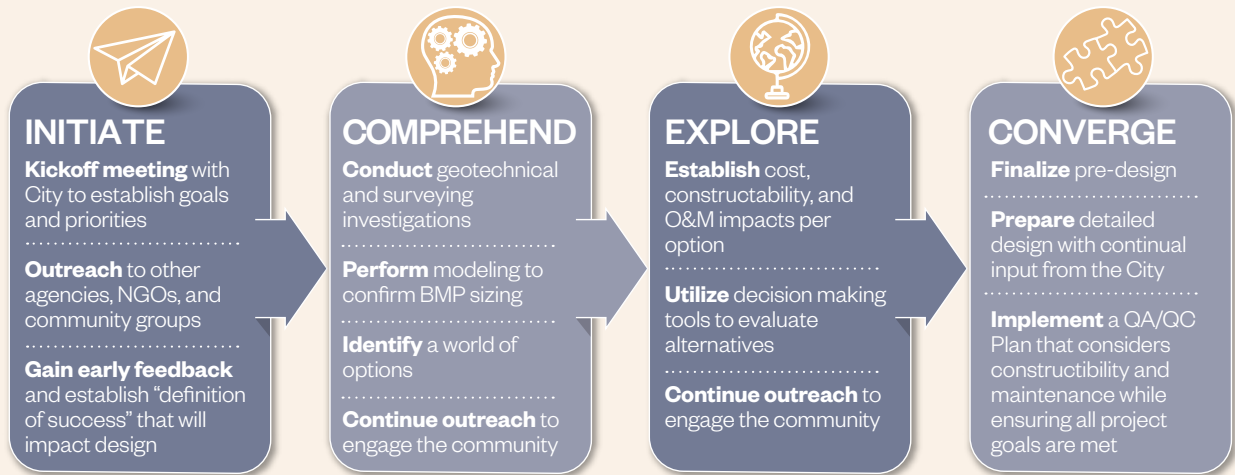 INITIATE
Kickoff meeting with
City to establish goals
and priorities
Outreach to other
agencies, NGOs, and
community groups
Gain early feedback
and establish “definition
of success” that will
impact design
COMPREHEND
Conduct geotechnical
and surveying
investigations
Perform modeling to
confirm BMP sizing
Identify a world of
options
Continue outreach to
engage the community
EXPLORE
Establish cost,
constructability, and
O&M impacts per
option
Utilize decision making
tools to evaluate
alternatives
Continue outreach to
engage the community
CONVERGE
Finalize pre-design
Prepare detailed
design with continual
input from the City
Implement a QA/QC
Plan that considers
constructibility and
maintenance while
ensuring all project
goals are met